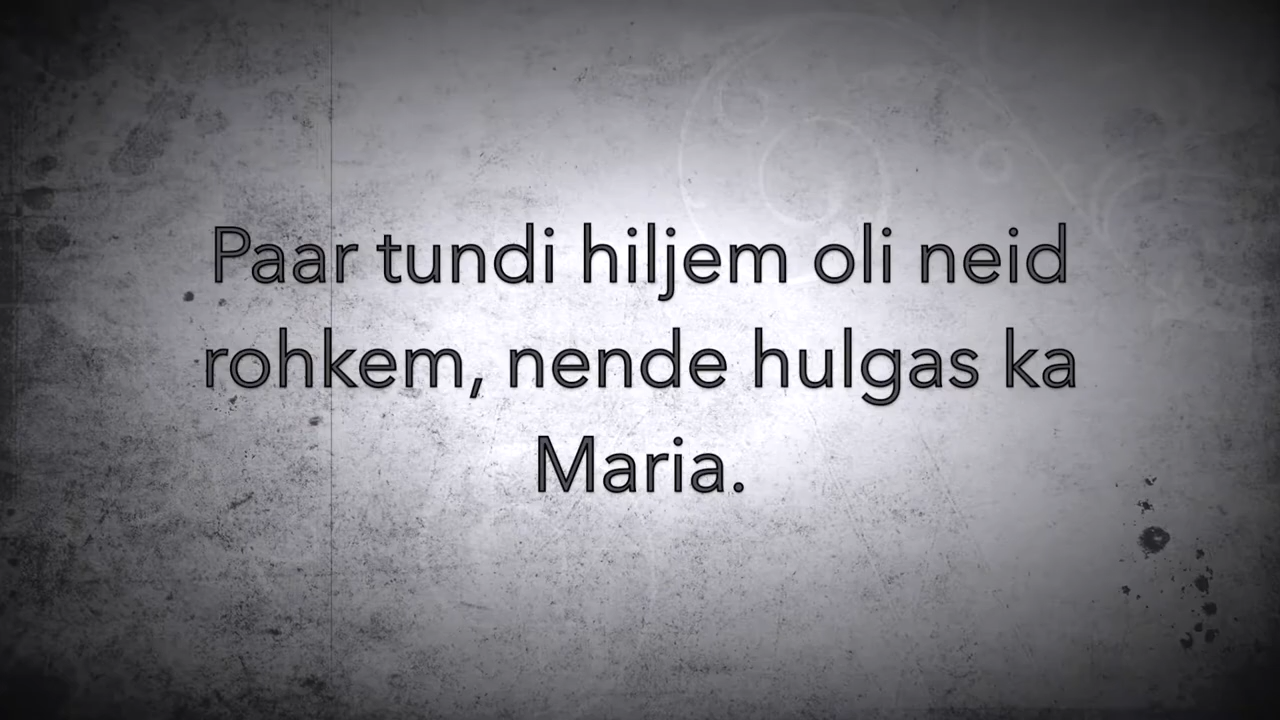 Paar tundi hiljem oli neid
rohkem, nende hulgas ka
Maria.